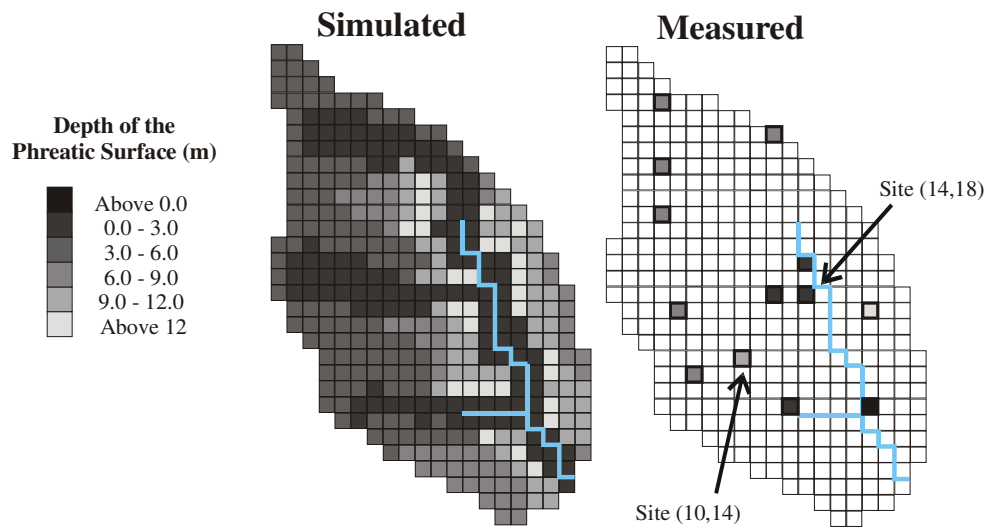 Simulated
Measured
Depth of the
Phreatic Surface (m)
Above 0.0
0.0 - 3.0
3.0 - 6.0
6.0 - 9.0
9.0 - 12.0
Above 12
Site (14,18)
Site (10,14)